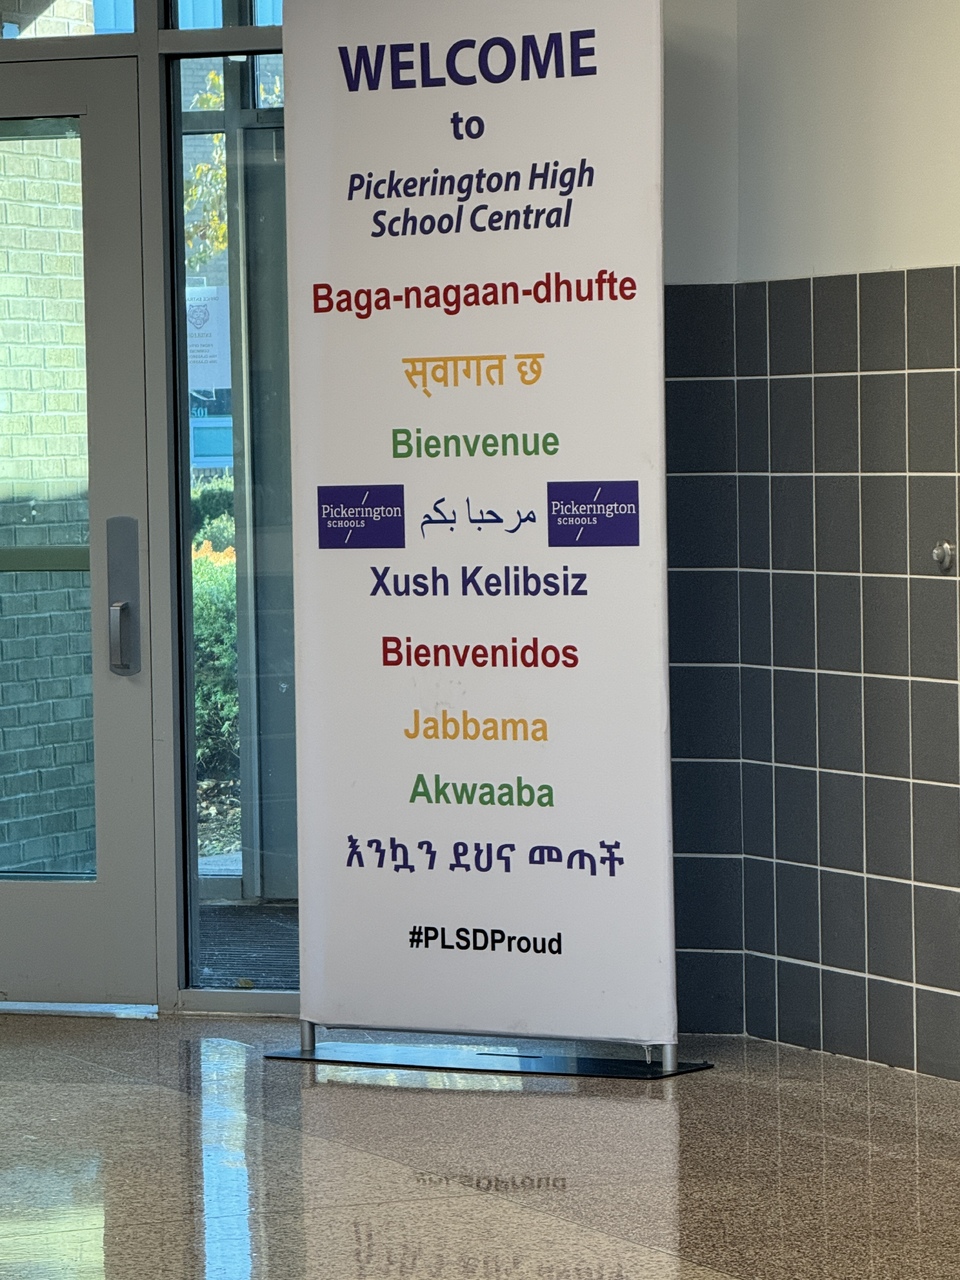 WELCOME
to
Pickerington High
School Central
Baga-nagaan-dhufte
स्‌वागत छ
Bienvenue
Pickerington
SCHOOLS
مرحبا بكم
Pickerington
SCHOOLS
Xush Kelibsiz
Bienvenidos
Jabbama
Akwaaba
እንኳን ደህና መጣች
#PLSDProud
501